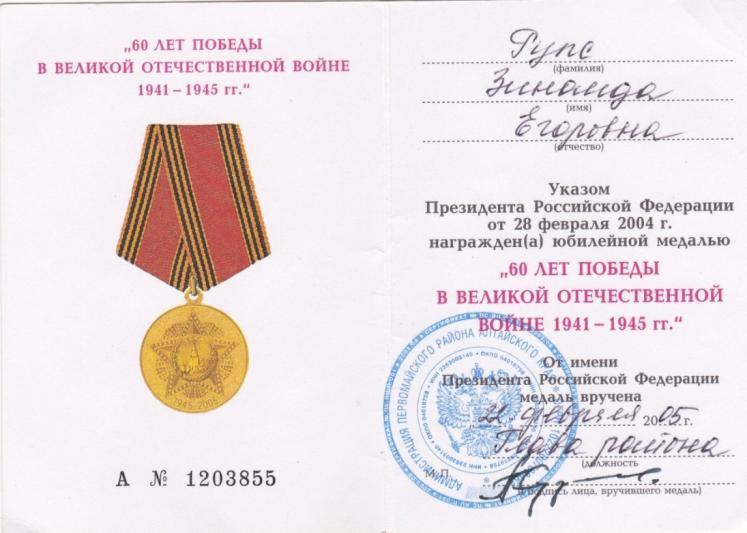 „60 ЛЕТ ПОБЕДЫ
В ВЕЛИКОЙ ОТЕЧЕСТВЕННОЙ ВОЙНЕ
1941 – 1945 гг.“
1945-2005
А № 1203855
Рупс
(фамилия)
Зинаида
(имя)
Егоровна
(отчество)
Указом
Президента Российской Федерации
от 28 февраля 2004 г.
награжден(а) юбилейной медалью
„60 ЛЕТ ПОБЕДЫ
В ВЕЛИКОЙ ОТЕЧЕСТВЕННОЙ
ВОЙНЕ 1941 – 1945 гг.“
От имени
Президента Российской Федерации
медаль вручена
22 февраля 2005 г.
Глава района
(должность
М.П.
(подпись лица, вручившего медаль)
АДМИНИСТРАЦИЯ ПЕРВОМАЙСКОГО РАЙОНА АЛТАЙСКОГО КРАЯ